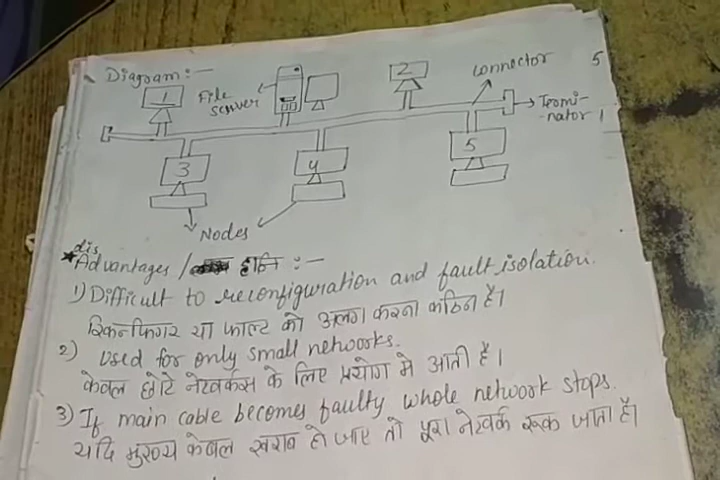 Diagram :-
1
File
server
2
connector
5
Tromi-
-nator
3
4
5
Nodes
dis
*Advantages / हानि :-
1) Difficult to reconfiguration and fault isolation.
रिकन्फिगर या फाल्ट को अलग करना कठिन है।
2) Used for only small networks.
केवल छोटे नेटवर्कस के लिए प्रयोग मे आती है।
3) If main cable becomes faulty whole network stops.
यदि मुख्य केबल खराब हो जाए तो पूरा नेटवर्क रूक जाता है।